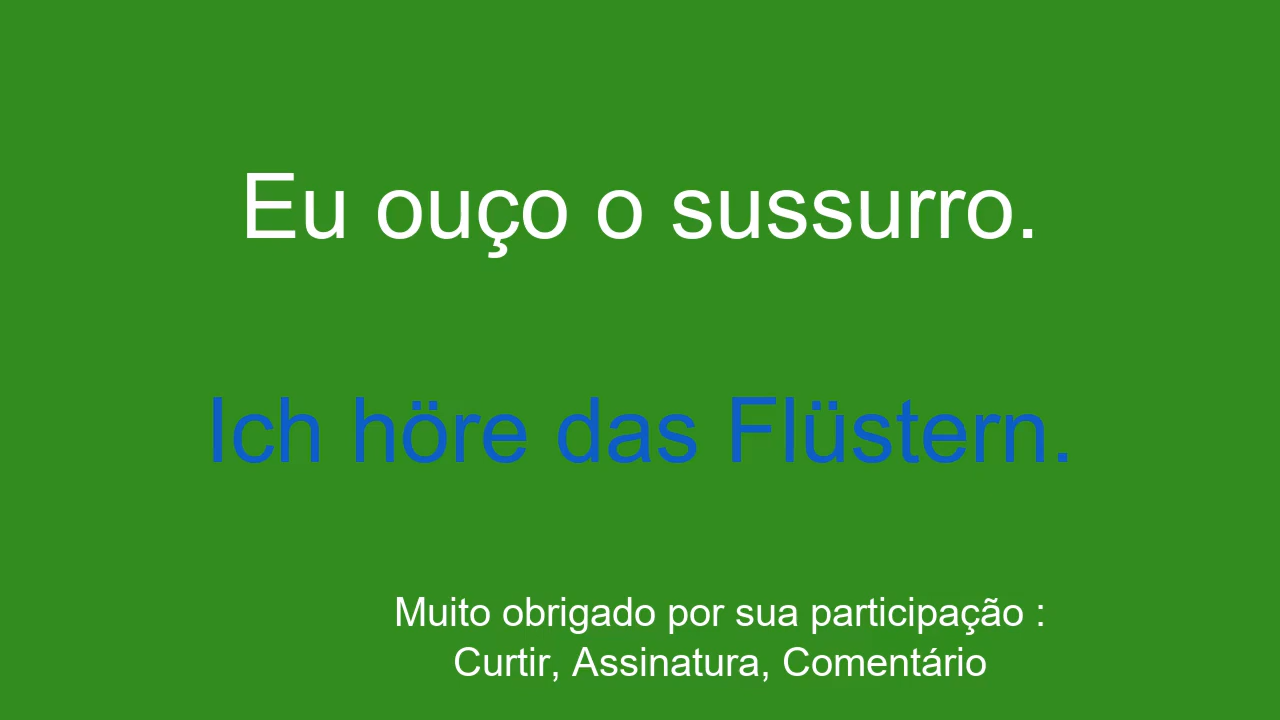 Eu ouço o sussurro.
Ich höre das Flüstern.
Muito obrigado por sua participação :
Curtir, Assinatura, Comentário